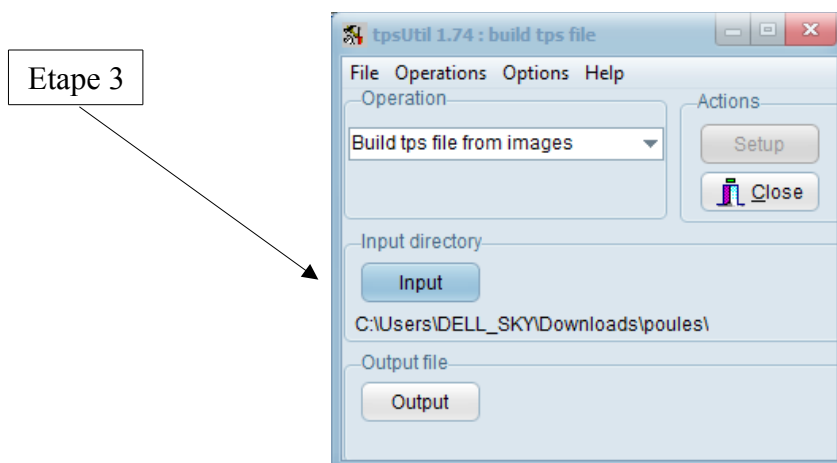 Etape 3
tpsUtil 1.74 : build tps file
File Operations Options Help
Operation
Build tps file from images
Actions
Setup
Close
Input directory
Input
C:\Users\DELL_SKY\Downloads\poules\
Output file
Output